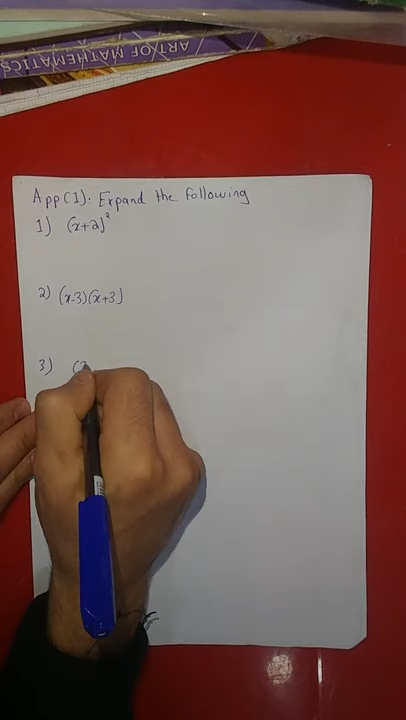 ART OF MATHEMATICS
App(1). Expand the following
1) (x+2)²
2) (x-3)(x+3)
3) (